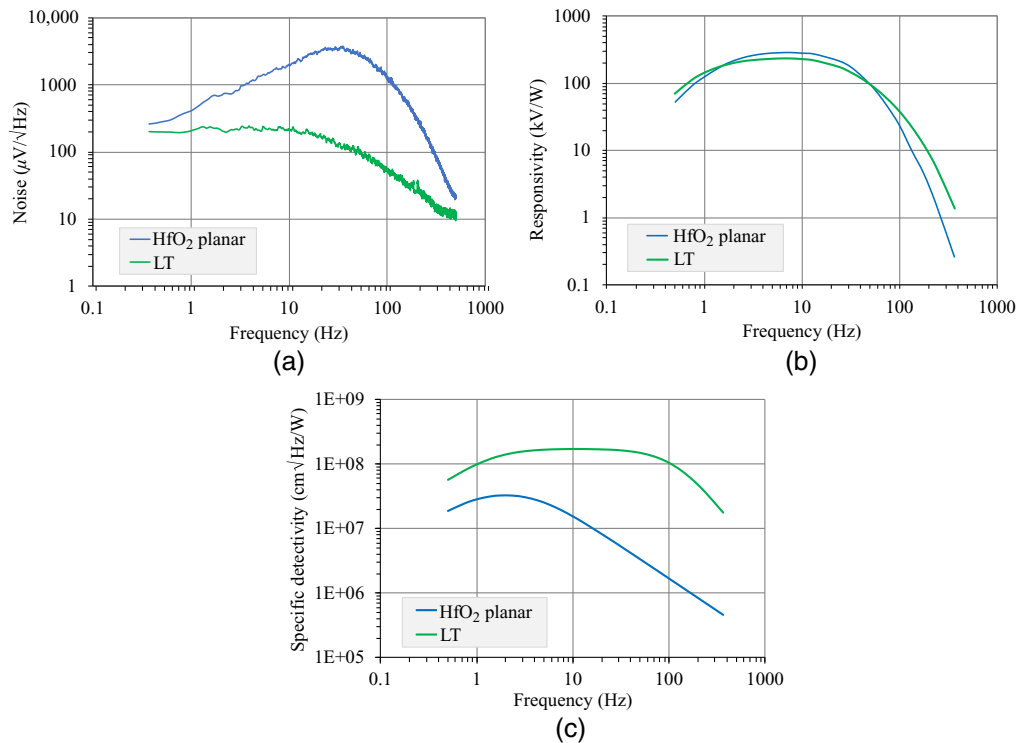 10,000
1000
100
10
1
Noise (μV/√Hz)
HfO2 planar
LT
0.1 1 10 100 1000
Frequency (Hz)
(a)
1000
100
10
1
0.1
Responsivity (kV/W)
HfO2 planar
LT
0.1 1 10 100 1000
Frequency (Hz)
(b)
1E+09
1E+08
1E+07
1E+06
1E+05
Specific detectivity (cm√Hz/W)
HfO2 planar
LT
0.1 1 10 100 1000
Frequency (Hz)
(c)